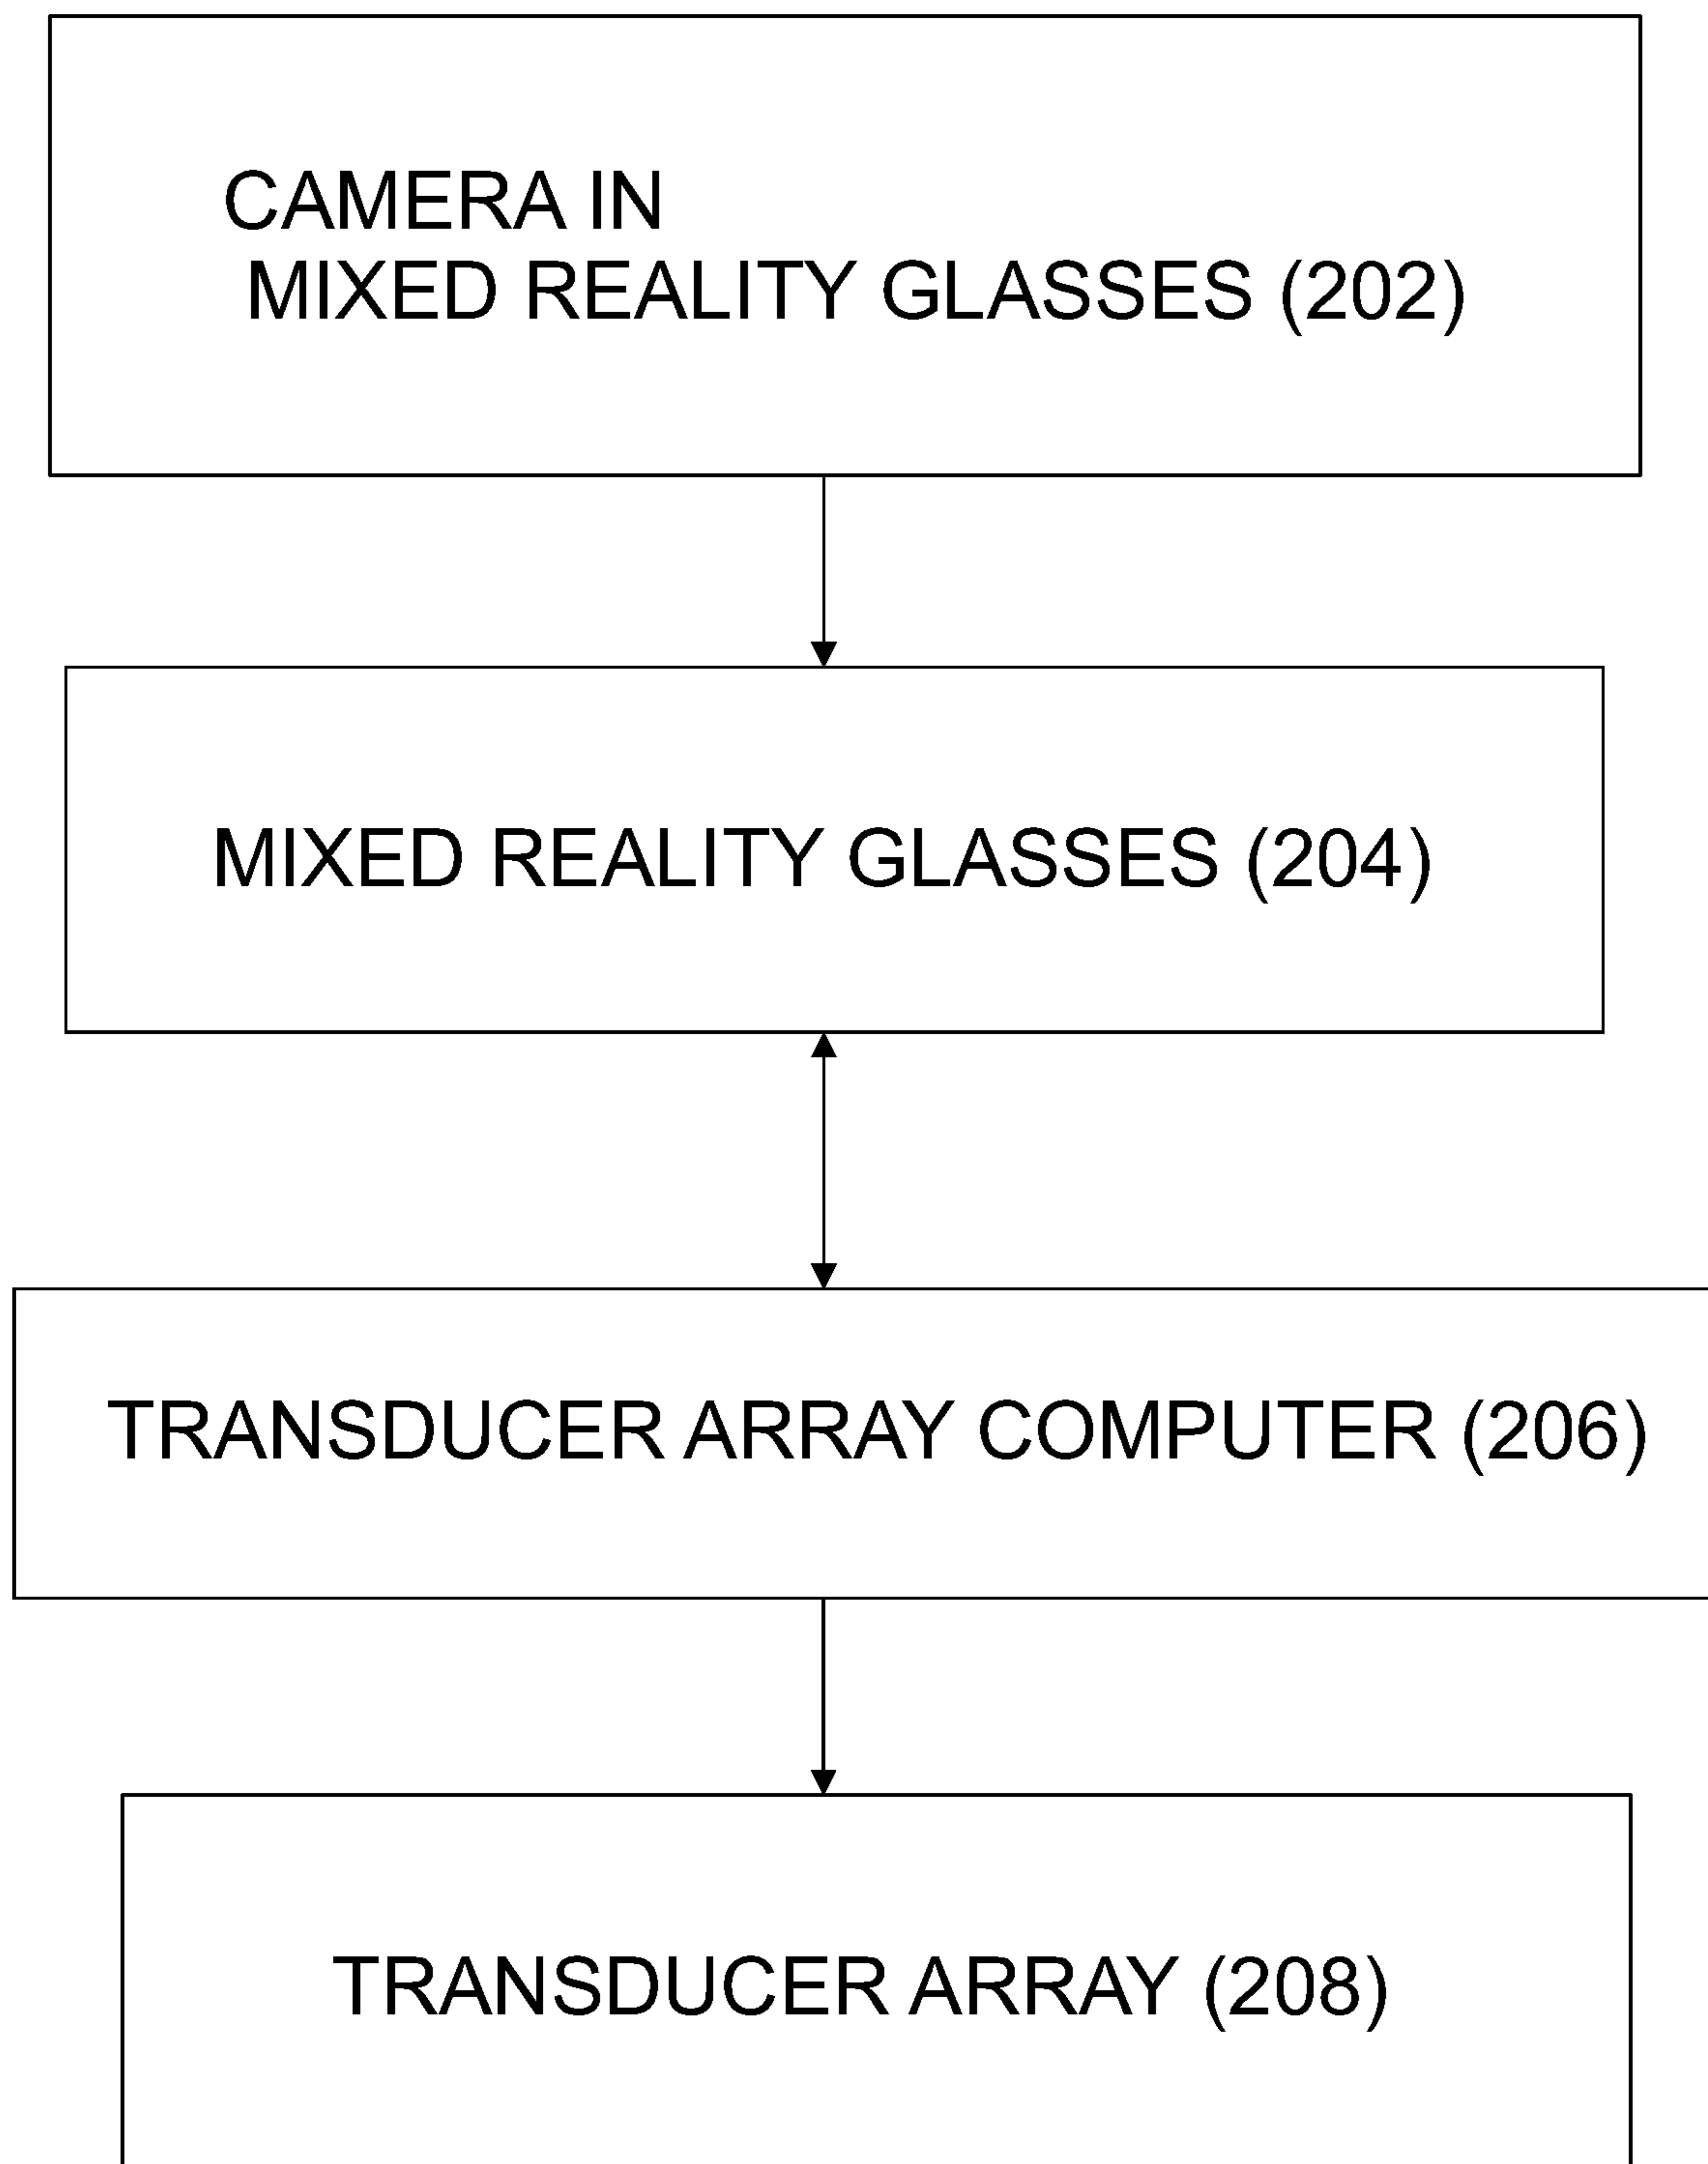 CAMERA IN
MIXED REALITY GLASSES (202)
MIXED REALITY GLASSES (204)
TRANSDUCER ARRAY COMPUTER (206)
TRANSDUCER ARRAY (208)